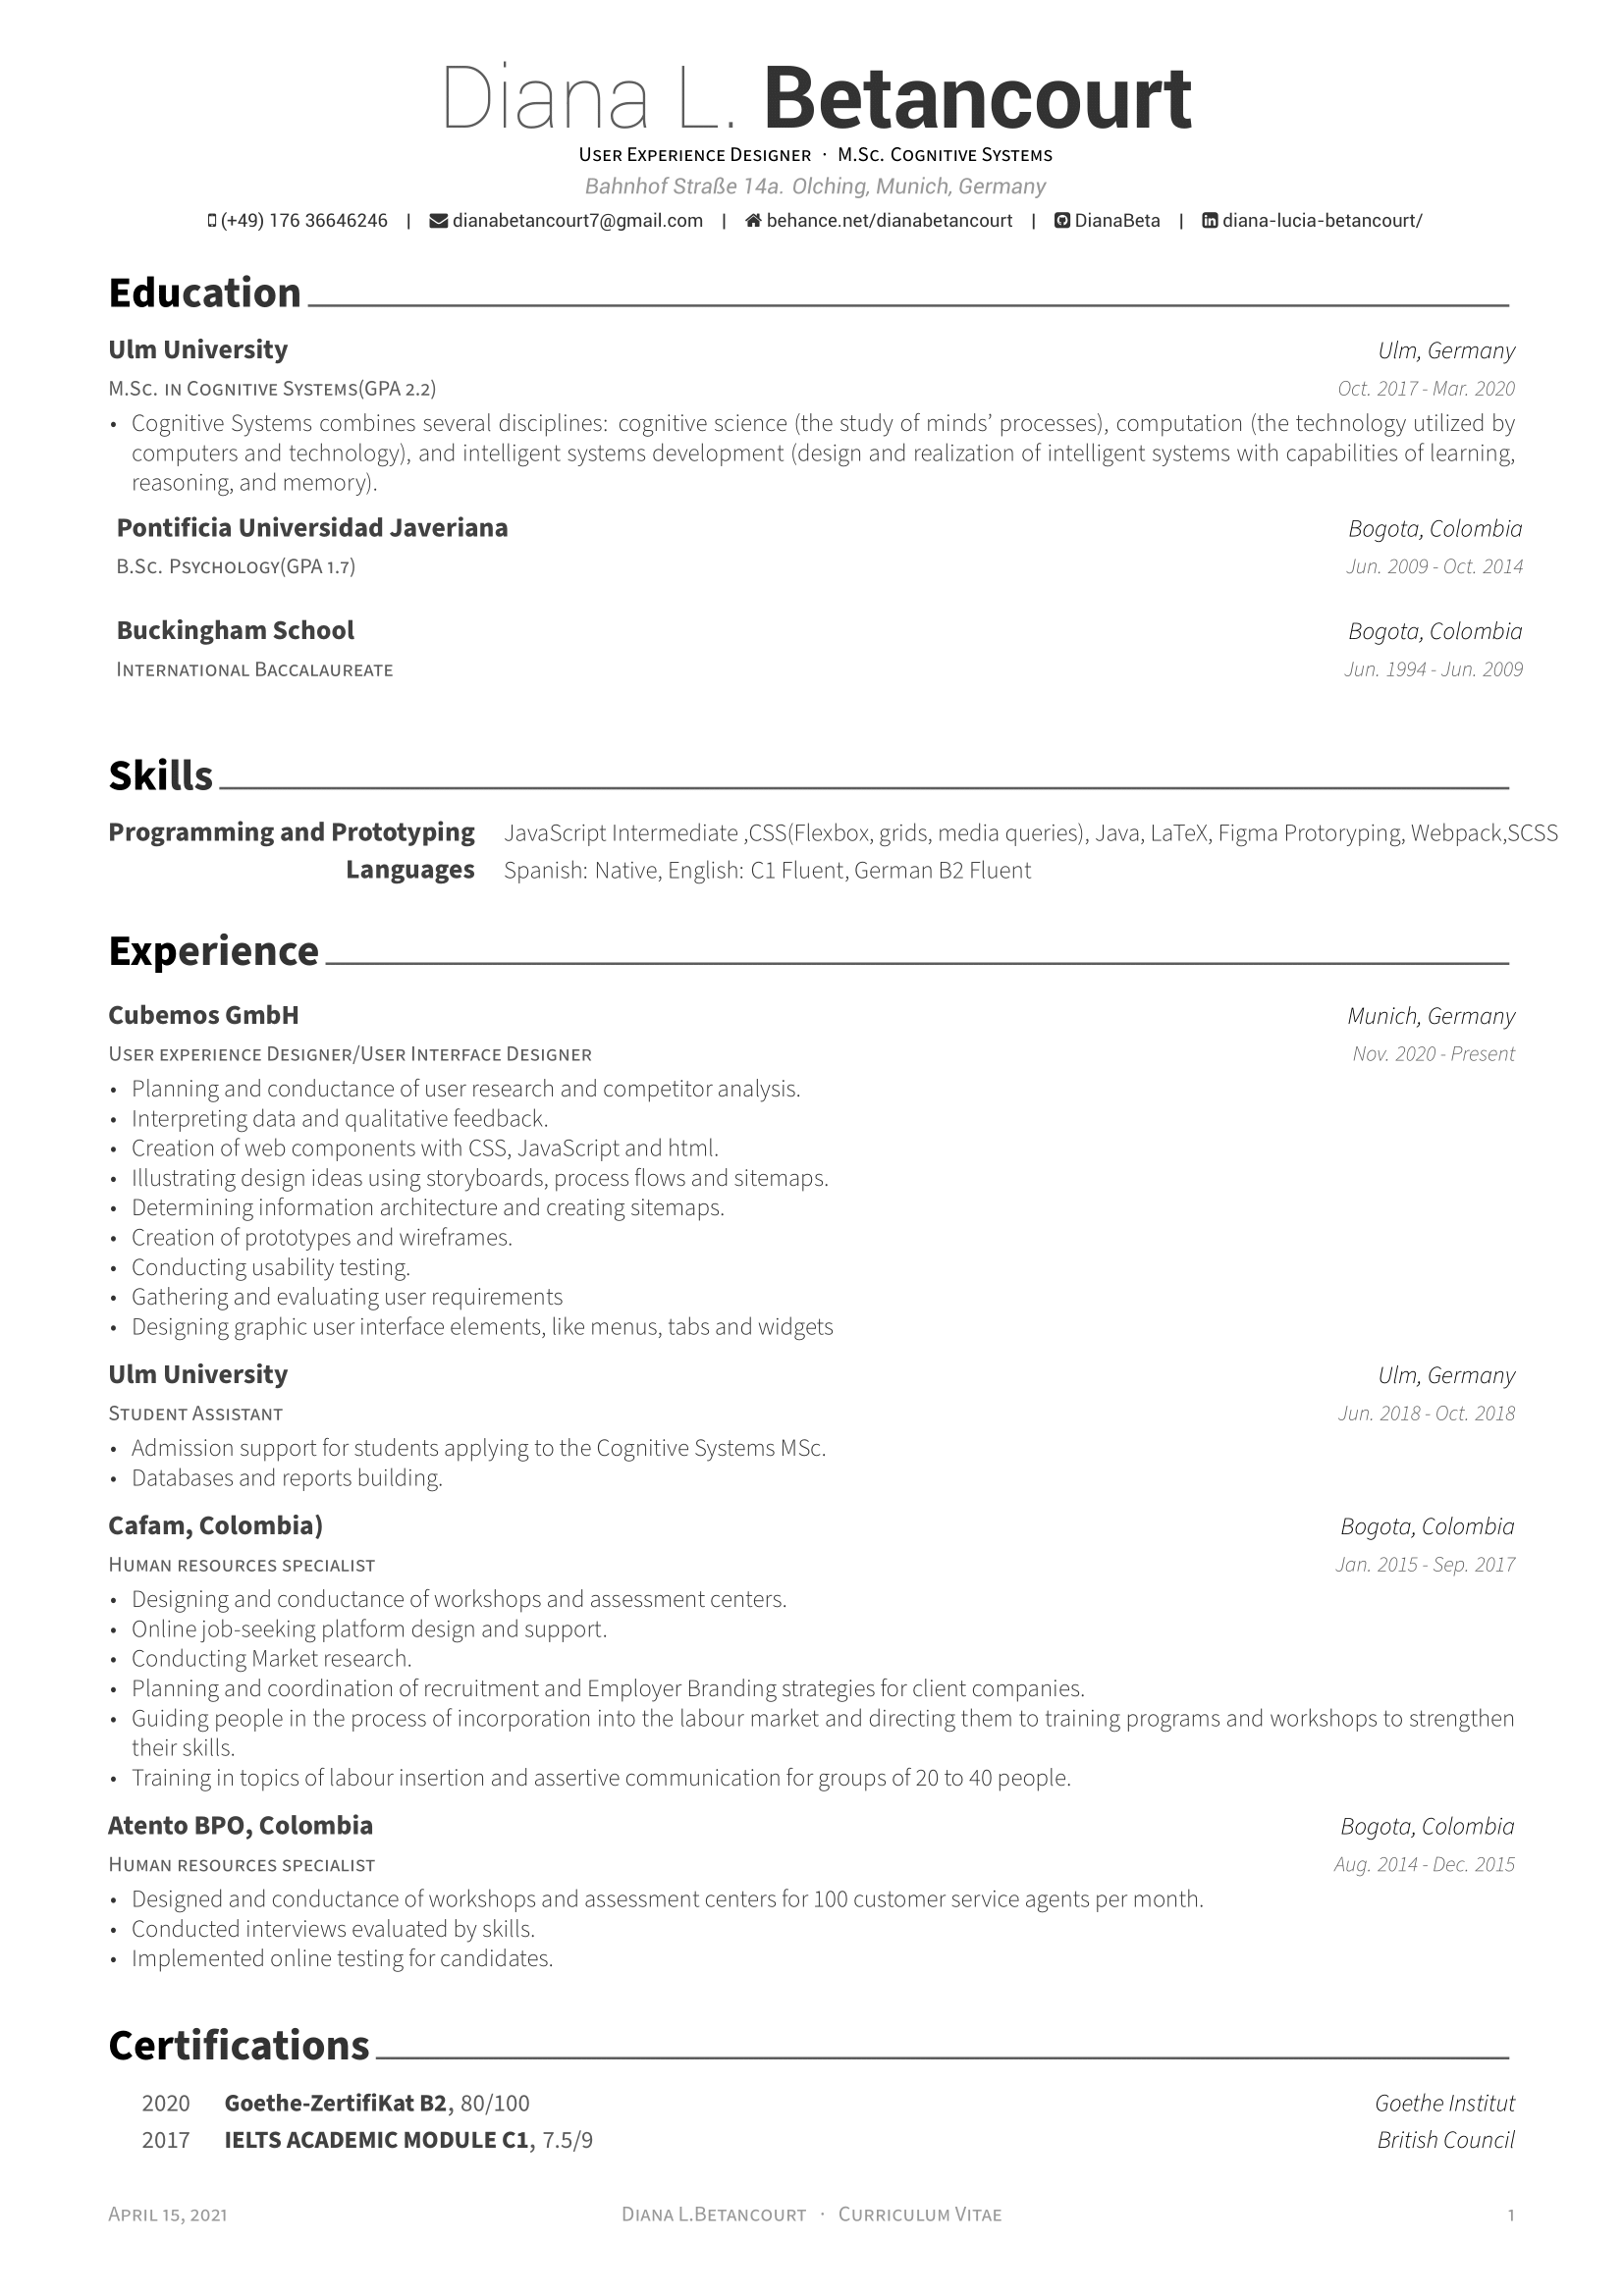 Diana L. Betancourt
User Experience Designer · M.Sc. Cognitive Systems
Bahnhof Straße 14a. Olching, Munich, Germany
(+49) 176 36646246 | dianabetancourt7@gmail.com | behance.net/dianabetancourt | DianaBeta | diana-lucia-betancourt/
Education
Ulm University Ulm, Germany
M.Sc. in Cognitive Systems(GPA 2.2) Oct. 2017 - Mar. 2020
• Cognitive Systems combines several disciplines: cognitive science (the study of minds’ processes), computation (the technology utilized by
computers and technology), and intelligent systems development (design and realization of intelligent systems with capabilities of learning,
reasoning, and memory).
Pontificia Universidad Javeriana Bogota, Colombia
B.Sc. Psychology(GPA 1.7) Jun. 2009 - Oct. 2014
Buckingham School Bogota, Colombia
International Baccalaureate Jun. 1994 - Jun. 2009
Skills
Programming and Prototyping JavaScript Intermediate ,CSS(Flexbox, grids, media queries), Java, LaTeX, Figma Protoryping, Webpack,SCSS
Languages Spanish: Native, English: C1 Fluent, German B2 Fluent
Experience
Cubemos GmbH Munich, Germany
User experience Designer/User Interface Designer Nov. 2020 - Present
• Planning and conductance of user research and competitor analysis.
• Interpreting data and qualitative feedback.
• Creation of web components with CSS, JavaScript and html.
• Illustrating design ideas using storyboards, process flows and sitemaps.
• Determining information architecture and creating sitemaps.
• Creation of prototypes and wireframes.
• Conducting usability testing.
• Gathering and evaluating user requirements
• Designing graphic user interface elements, like menus, tabs and widgets
Ulm University Ulm, Germany
Student Assistant Jun. 2018 - Oct. 2018
• Admission support for students applying to the Cognitive Systems MSc.
• Databases and reports building.
Cafam, Colombia) Bogota, Colombia
Human resources specialist Jan. 2015 - Sep. 2017
• Designing and conductance of workshops and assessment centers.
• Online job-seeking platform design and support.
• Conducting Market research.
• Planning and coordination of recruitment and Employer Branding strategies for client companies.
• Guiding people in the process of incorporation into the labour market and directing them to training programs and workshops to strengthen
their skills.
• Training in topics of labour insertion and assertive communication for groups of 20 to 40 people.
Atento BPO, Colombia Bogota, Colombia
Human resources specialist Aug. 2014 - Dec. 2015
• Designed and conductance of workshops and assessment centers for 100 customer service agents per month.
• Conducted interviews evaluated by skills.
• Implemented online testing for candidates.
Certifications
2020 Goethe-ZertifiKat B2, 80/100 Goethe Institut
2017 IELTS ACADEMIC MODULE C1, 7.5/9 British Council
April 15, 2021 Diana L.Betancourt · Curriculum Vitae 1